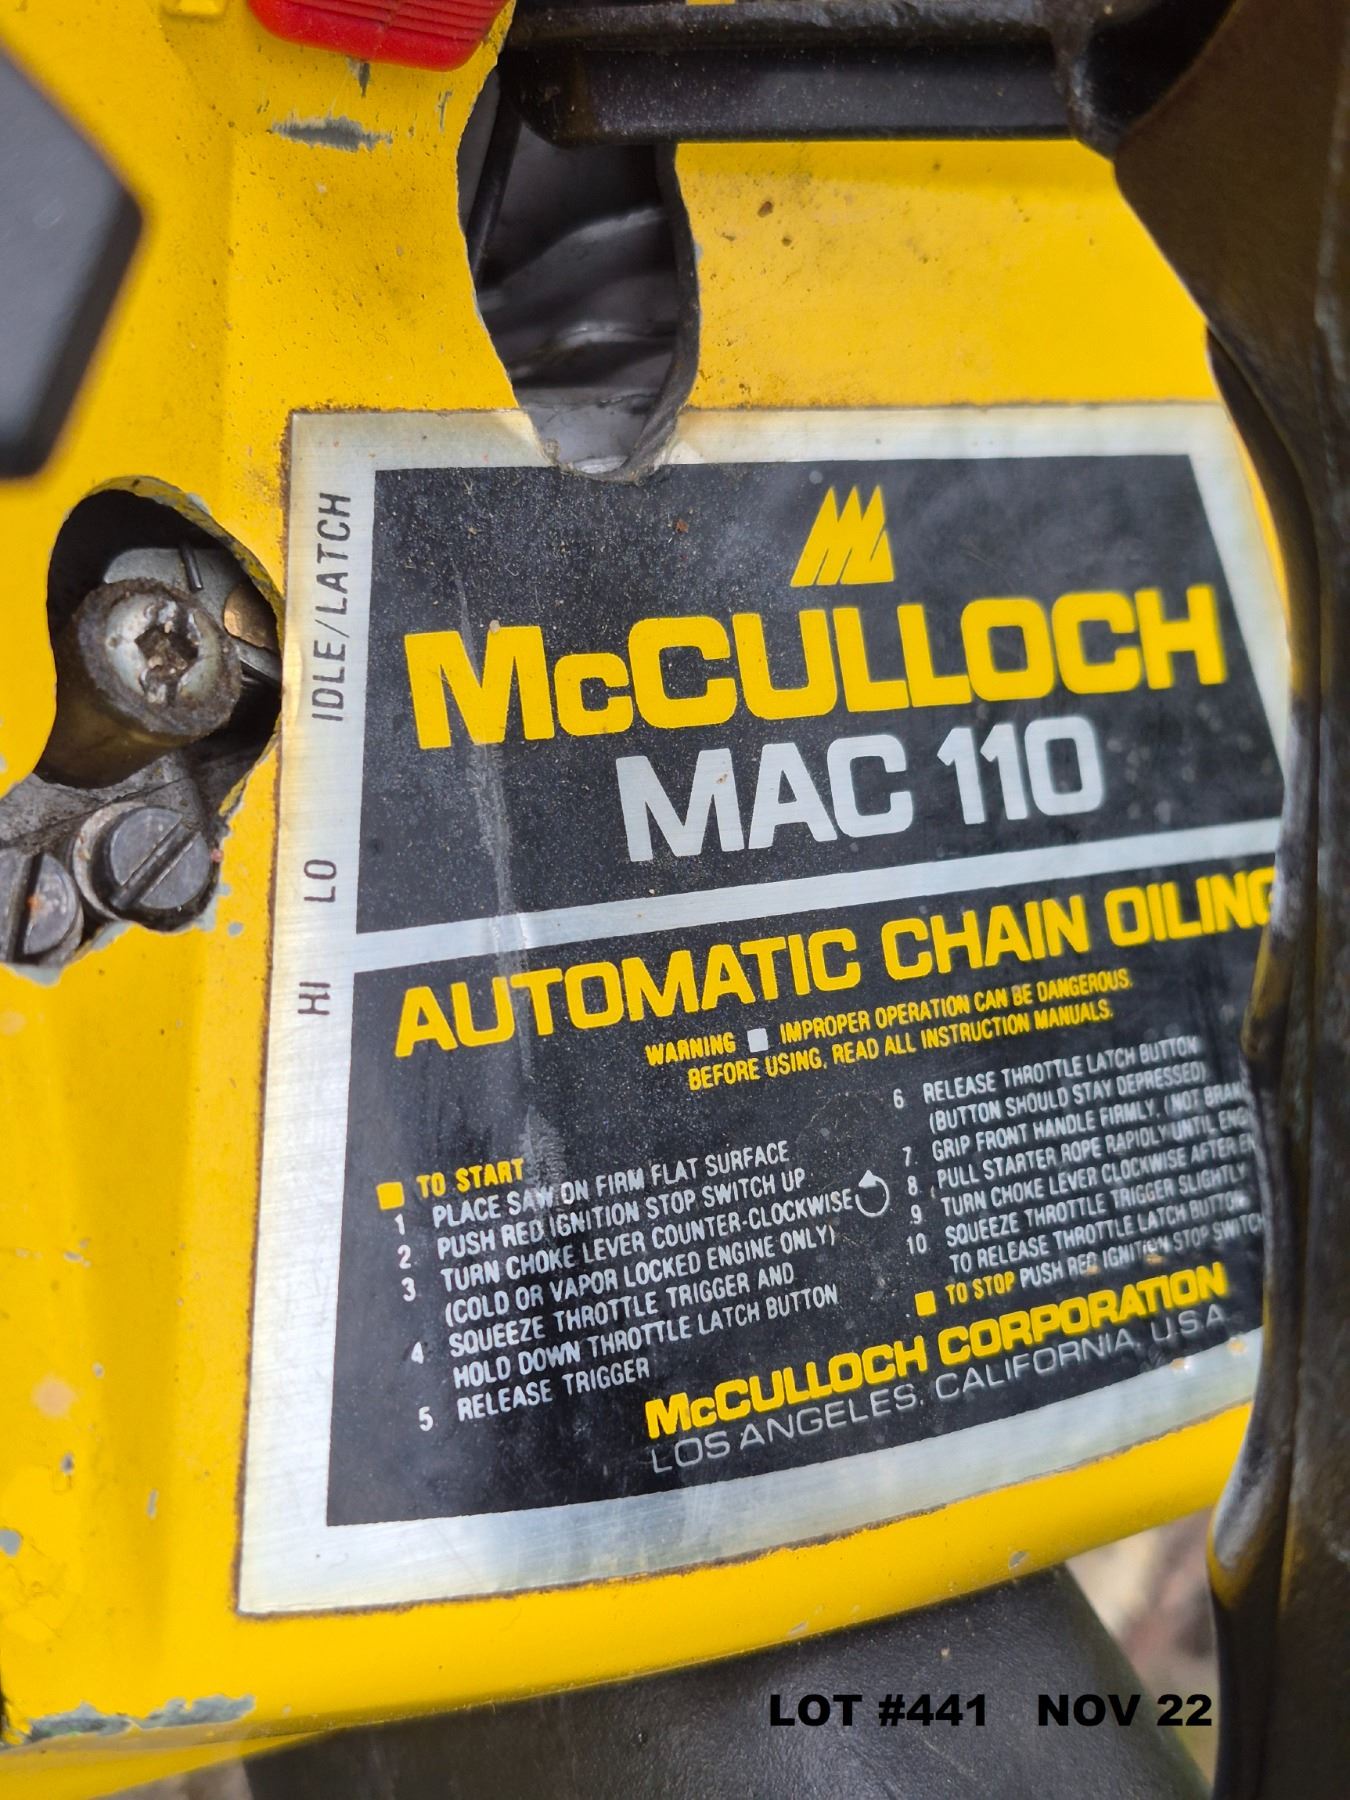 IDLE/LATCH
LO
HI
McCULLOCH
MAC 110
AUTOMATIC CHAIN OILING
WARNING IMPROPER OPERATION CAN BE DANGEROUS.
BEFORE USING, READ ALL INSTRUCTION MANUALS.
TO START
1 PLACE SAW ON FIRM FLAT SURFACE
2 PUSH RED IGNITION STOP SWITCH UP
3 TURN CHOKE LEVER COUNTER-CLOCKWISE
(COLD OR VAPOR LOCKED ENGINE ONLY)
4 SQUEEZE THROTTLE TRIGGER AND
HOLD DOWN THROTTLE LATCH BUTTON
5 RELEASE TRIGGER
6 RELEASE THROTTLE LATCH BUTTON
(BUTTON SHOULD STAY DEPRESSED)
7. GRIP FRONT HANDLE FIRMLY. (NOT
8 PULL STARTER ROPE RAPIDLY UNTIL
9 TURN CHOKE LEVER CLOCKWISE AFTER
10 SQUEEZE THROTTLE TRIGGER SLIGHTLY
TO RELEASE THROTTLE LATCH BUTTON
TO STOP PUSH RED IGNITION STOP SWITCH
McCULLOCH CORPORATION
LOS ANGELES, CALIFORNIA, U.S.A.
LOT #441 NOV 22